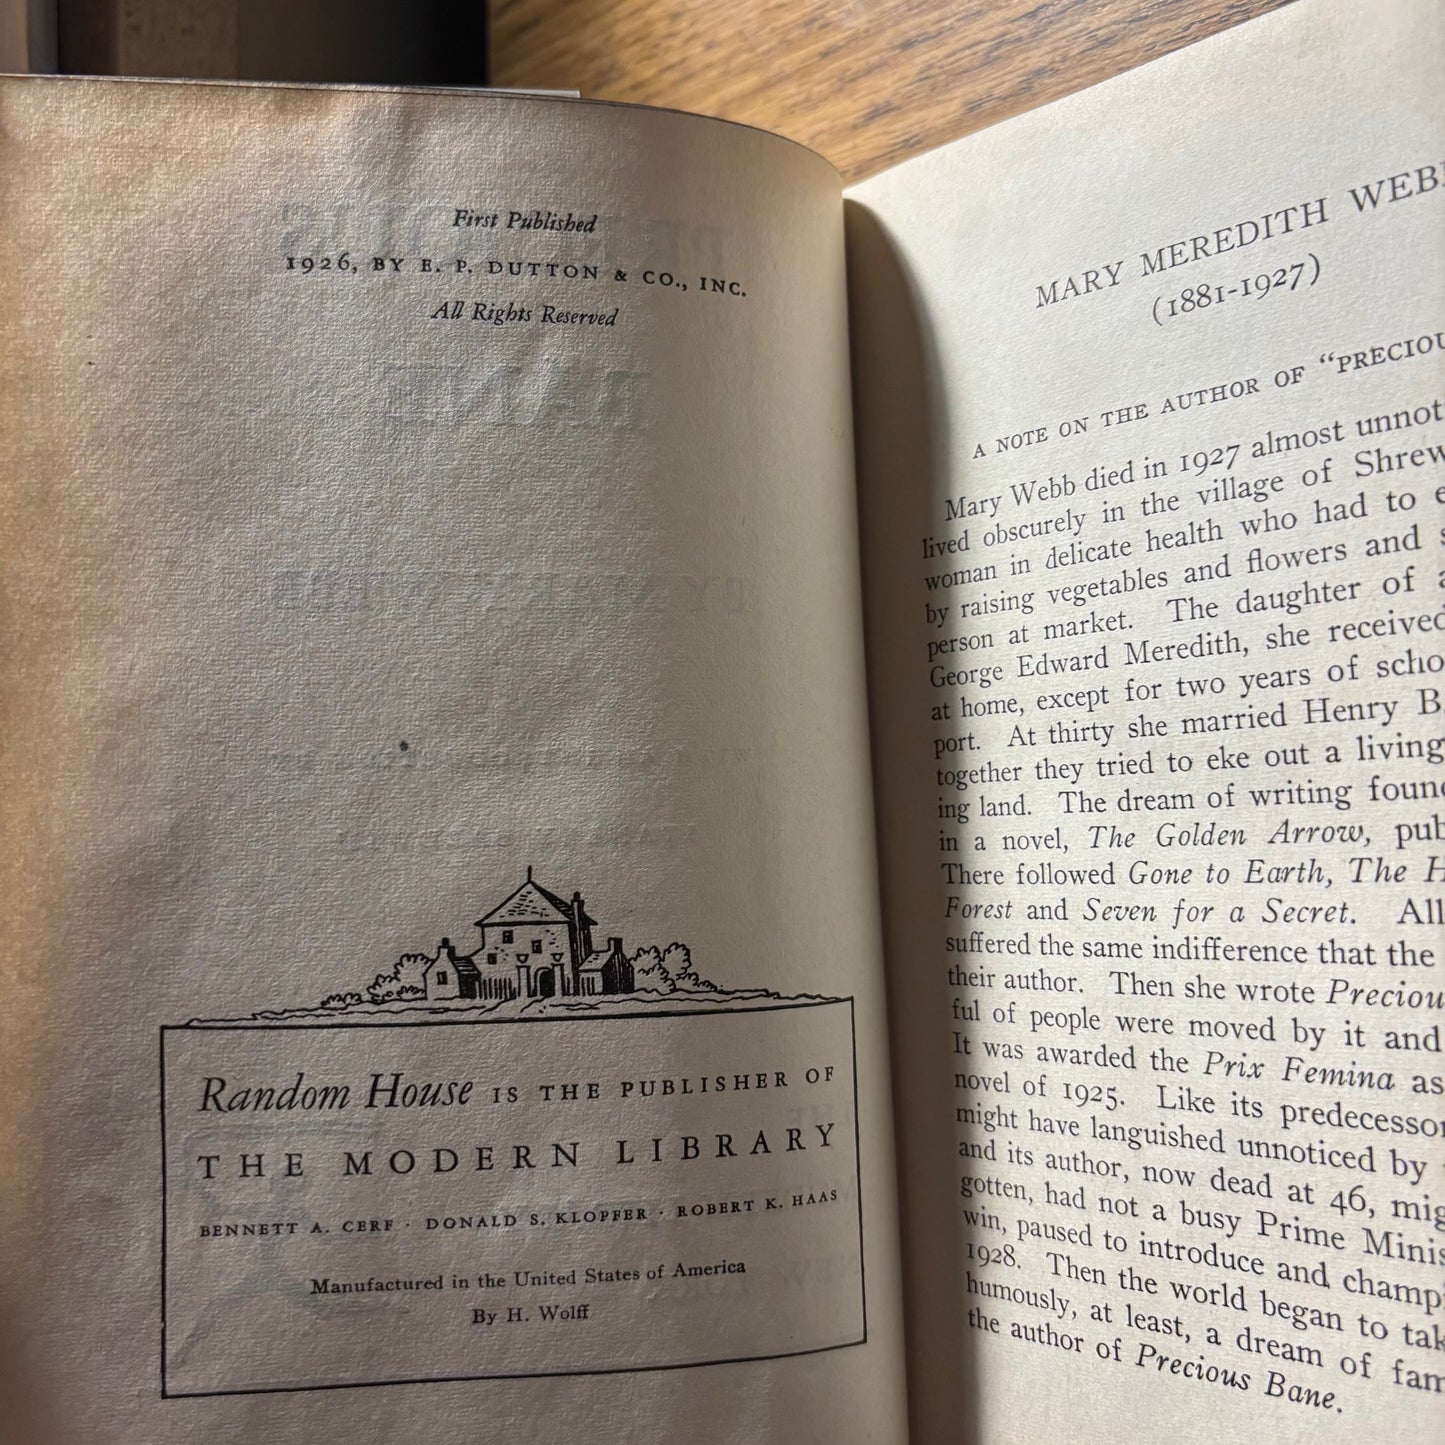 First Published
1926, BY E. P. DUTTON & CO., INC.
All Rights Reserved
Random House IS THE PUBLISHER OF
THE MODERN LIBRARY
BENNETT A. CERF · DONALD S. KLOPFER · ROBERT K. HAAS
Manufactured in the United States of America
By H. Wolff
MARY MEREDITH WEBB
(1881-1927)
A NOTE ON THE AUTHOR OF “PRECIOU
Mary Webb died in 1927 almost unnot
lived obscurely in the village of Shrew
woman in delicate health who had to e
by raising vegetables and flowers and s
person at market. The daughter of a
George Edward Meredith, she received
at home, except for two years of scho
port. At thirty she married Henry B
together they tried to eke out a living
ing land. The dream of writing foun
in a novel, The Golden Arrow, pub
There followed Gone to Earth, The H
Forest and Seven for a Secret. All
suffered the same indifference that the
their author. Then she wrote Preciou
ful of people were moved by it and
It was awarded the Prix Femina as
novel of 1925. Like its predecessor
might have languished unnoticed by
and its author, now dead at 46, mig
gotten, had not a busy Prime Minis
win, paused to introduce and champ
1928. Then the world began to tak
humously, at least, a dream of fam
the author of Precious Bane.